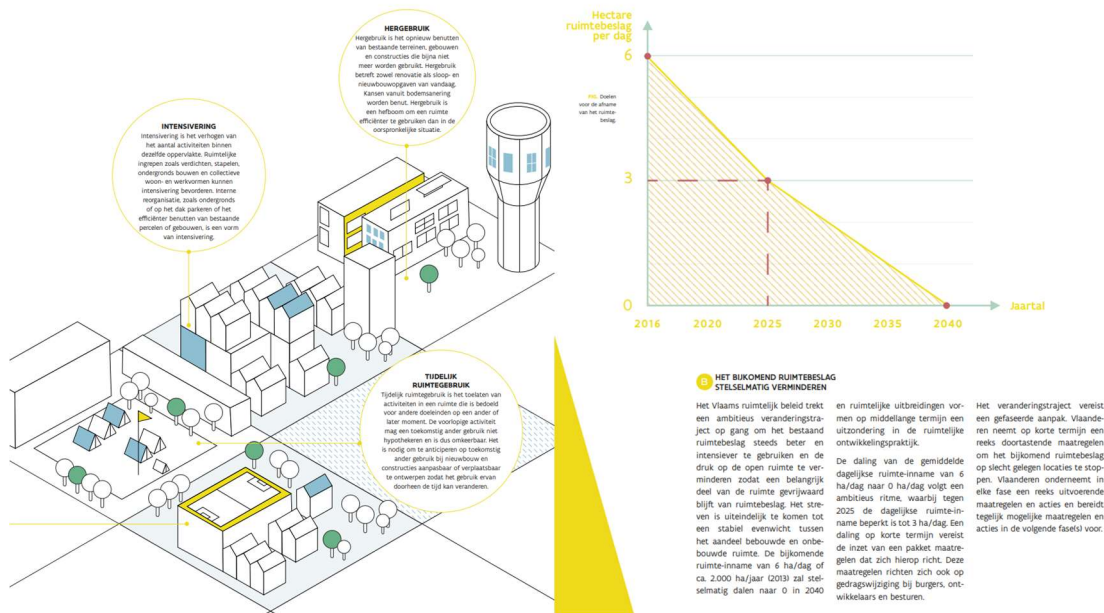 HERGEBRUIK
Hergebruik is het opnieuw benutten
van bestaande terreinen, gebouwen
en constructies die bijna niet
meer worden gebruikt. Hergebruik
betreft zowel renovatie als sloop- en
nieuwbouwopgaven van vandaag.
Kansen vanuit bodemsanering
worden benut. Hergebruik is
een hefboom om een ruimte
efficiënter te gebruiken dan in de
oorspronkelijke situatie.
INTENSIVERING
Intensivering is het verhogen van
het aantal activiteiten binnen
dezelfde oppervlakte. Ruimtelijke
ingrepen zoals verdichten, stapelen,
ondergronds bouwen en collectieve
woon- en werkvormen kunnen
intensivering bevorderen. Interne
reorganisatie, zoals ondergronds
of op het dak parkeren of het
efficiënter benutten van bestaande
percelen of gebouwen, is een vorm
van intensivering.
TIJDELIJK
RUIMTEGEBRUIK
Tijdelijk ruimtegebruik is het toelaten van
activiteiten in een ruimte die is bedoeld
voor andere doeleinden op een ander of
later moment. De voorlopige activiteit
mag een toekomstig ander gebruik niet
hypothekeren en is dus omkeerbaar. Het
is nodig om te anticiperen op toekomstig
ander gebruik bij nieuwbouw en
constructies aanpasbaar of verplaatsbaar
te ontwerpen zodat het gebruik ervan
doorheen de tijd kan veranderen.
Hectare
ruimtebeslag
per dag
6
3
0
FIG. Doelen
voor de afname
van het ruimte-
beslag.
2016 2020 2025 2030 2035 2040
Jaartal
B HET BIJKOMEND RUIMTEBESLAG
STELSELMATIG VERMINDEREN
Het Vlaams ruimtelijk beleid trekt
een ambitieus veranderingstra-
ject op gang om het bestaand
ruimtebeslag steeds beter en
intensiever te gebruiken en de
druk op de open ruimte te ver-
minderen zodat een belangrijk
deel van de ruimte gevrijwaard
blijft van ruimtebeslag. Het stre-
ven is uiteindelijk te komen tot
een stabiel evenwicht tussen
het aandeel bebouwde en onbe-
bouwde ruimte. De bijkomende
ruimte-inname van 6 ha/dag of
ca. 2.000 ha/jaar (2013) zal stel-
selmatig dalen naar 0 in 2040
en ruimtelijke uitbreidingen vor-
men op middellange termijn een
uitzondering in de ruimtelijke
ontwikkelingspraktijk.
De daling van de gemiddelde
dagelijkse ruimte-inname van 6
ha/dag naar 0 ha/dag volgt een
ambitieus ritme, waarbij tegen
2025 de dagelijkse ruimte-in-
name beperkt is tot 3 ha/dag. Een
daling op korte termijn vereist
de inzet van een pakket maatre-
gelen dat zich hierop richt. Deze
maatregelen richten zich ook op
gedragswijziging bij burgers, ont-
wikkelaars en besturen.
Het veranderingstraject vereist
een gefaseerde aanpak. Vlaande-
ren neemt op korte termijn een
reeks doortastende maatregelen
om het bijkomend ruimtebeslag
op slecht gelegen locaties te stop-
pen. Vlaanderen onderneemt in
elke fase een reeks uitvoerende
maatregelen en acties en bereidt
tegelijk mogelijke maatregelen en
acties in de volgende fase(s) voor.